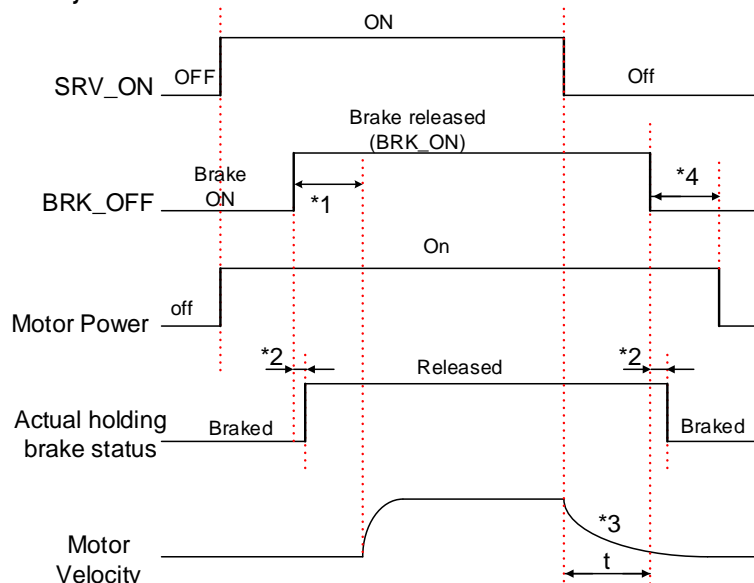 ON
OFF
Off
SRV_ON
Brake released
(BRK_ON)
Brake
ON
*1
*4
BRK_OFF
On
off
Motor Power
*2
*2
Released
Actual holding
brake status
Braked
Braked
*3
Motor
Velocity
t